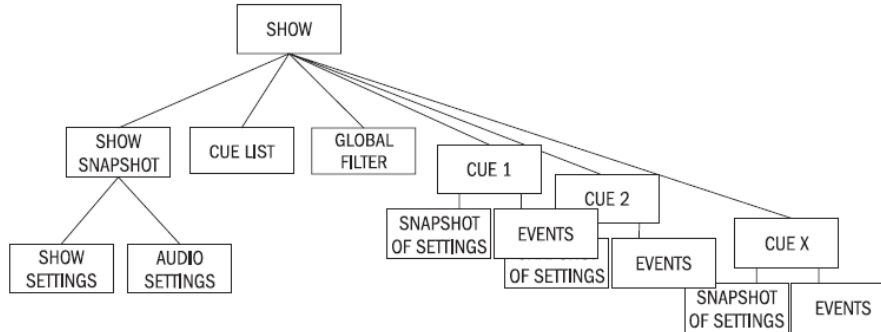 SHOW
SHOW
SNAPSHOT
CUE LIST
GLOBAL
FILTER
CUE 1
CUE 2
CUE X
SNAPSHOT
OF SETTINGS
EVENTS
OF SETTINGS
EVENTS
SNAPSHOT
OF SETTINGS
EVENTS
SHOW
SETTINGS
AUDIO
SETTINGS